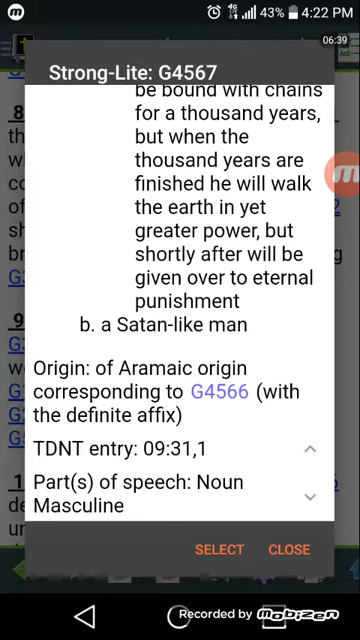 4G
LTE
43%
4:22 PM
06:39
Strong-Lite: G4567
be bound with chains
for a thousand years,
but when the
thousand years are
finished he will walk
the earth in yet
greater power, but
shortly after will be
given over to eternal
punishment
b. a Satan-like man
Origin: of Aramaic origin
corresponding to G4566 (with
the definite affix)
TDNT entry: 09:31,1
Part(s) of speech: Noun
Masculine
SELECT CLOSE
Recorded by Mobizen